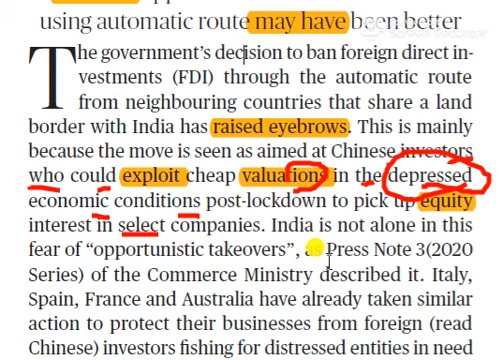 using automatic route may have been better
The government's decision to ban foreign direct in-
vestments (FDI) through the automatic route
from neighbouring countries that share a land
border with India has raised eyebrows. This is mainly
because the move is seen as aimed at Chinese investors
who could exploit cheap valuations in the depressed
economic conditions post-lockdown to pick up equity
interest in select companies. India is not alone in this
fear of "opportunistic takeovers", as Press Note 3(2020
Series) of the Commerce Ministry described it. Italy,
Spain, France and Australia have already taken similar
action to protect their businesses from foreign (read
Chinese) investors fishing for distressed entities in need